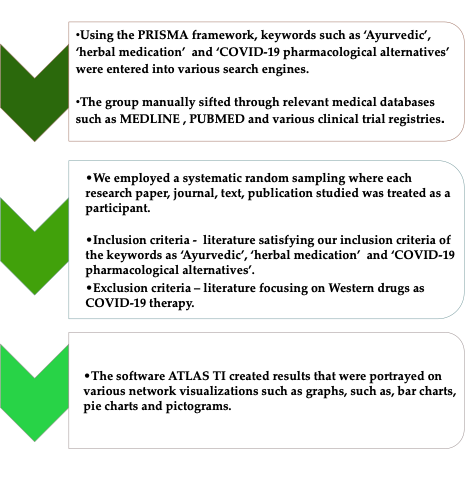 •Using the PRISMA framework, keywords such as ‘Ayurvedic’,
‘herbal medication’ and ‘COVID-19 pharmacological alternatives’
were entered into various search engines.
•The group manually sifted through relevant medical databases
such as MEDLINE , PUBMED and various clinical trial registries.
•We employed a systematic random sampling where each
research paper, journal, text, publication studied was treated as a
participant.
•Inclusion criteria - literature satisfying our inclusion criteria of
the keywords as ‘Ayurvedic’, ‘herbal medication’ and ‘COVID-19
pharmacological alternatives’.
•Exclusion criteria – literature focusing on Western drugs as
COVID-19 therapy.
•The software ATLAS TI created results that were portrayed on
various network visualizations such as graphs, such as, bar charts,
pie charts and pictograms.